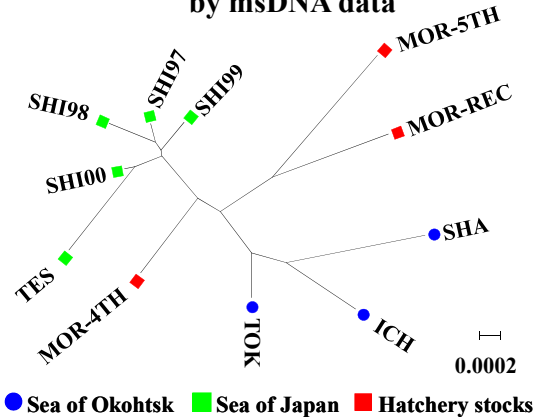 by msDNA data
MOR-5TH
SHI97
SHI99
SHI98
MOR-REC
SHI00
SHA
TES
MOR-4TH
TOK
ICH
0.0002
Sea of Okohtsk Sea of Japan Hatchery stocks